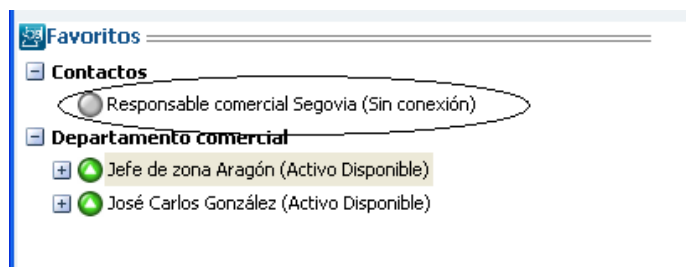 Favoritos
Contactos
Responsable comercial Segovia (Sin conexión)
Departamento comercial
Jefe de zona Aragón (Activo Disponible)
José Carlos González (Activo Disponible)